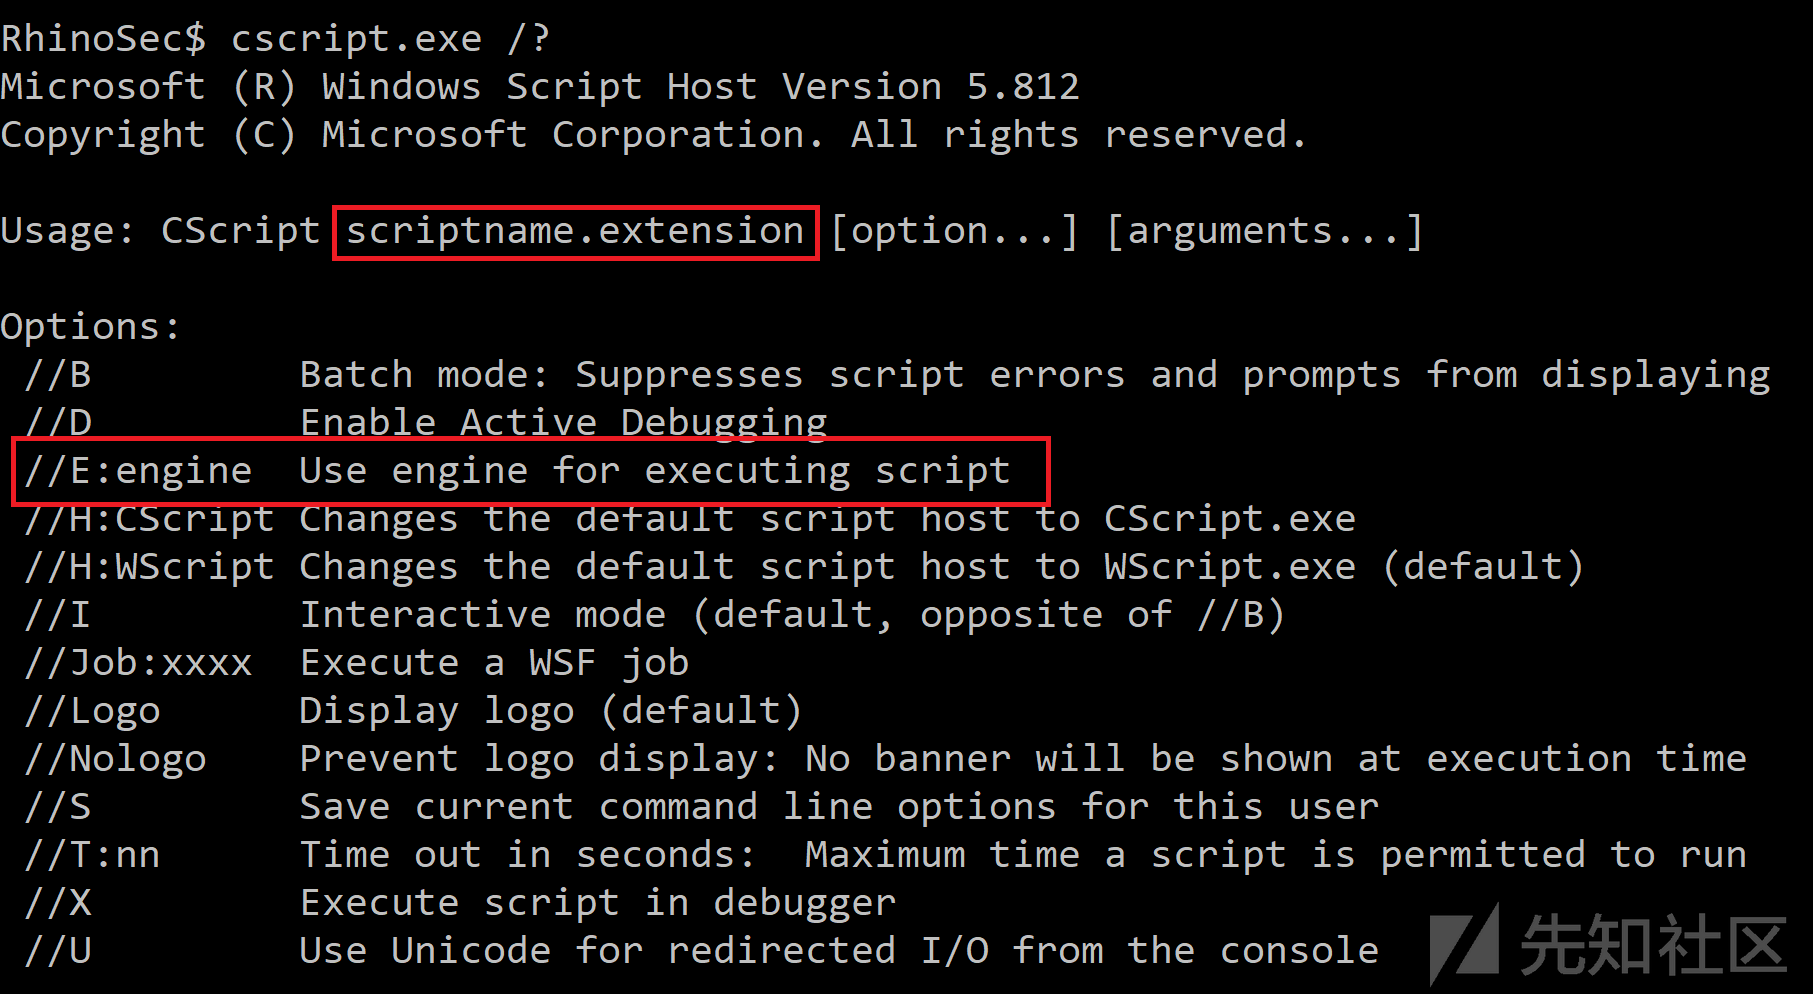 RhinoSec$ cscript.exe /?
Microsoft (R) Windows Script Host Version 5.812
Copyright (C) Microsoft Corporation. All rights reserved.
Usage: CScript scriptname.extension [option...] [arguments...]
Options:
//B Batch mode: Suppresses script errors and prompts from displaying
//D Enable Active Debugging
//E:engine Use engine for executing script
//H:CScript Changes the default script host to CScript.exe
//H:WScript Changes the default script host to WScript.exe (default)
//I Interactive mode (default, opposite of //B)
//Job:xxxx Execute a WSF job
//Logo Display logo (default)
//Nologo Prevent logo display: No banner will be shown at execution time
//S Save current command line options for this user
//T:nn Time out in seconds:  Maximum time a script is permitted to run
//X Execute script in debugger
//U Use Unicode for redirected I/O from the console
先知社区